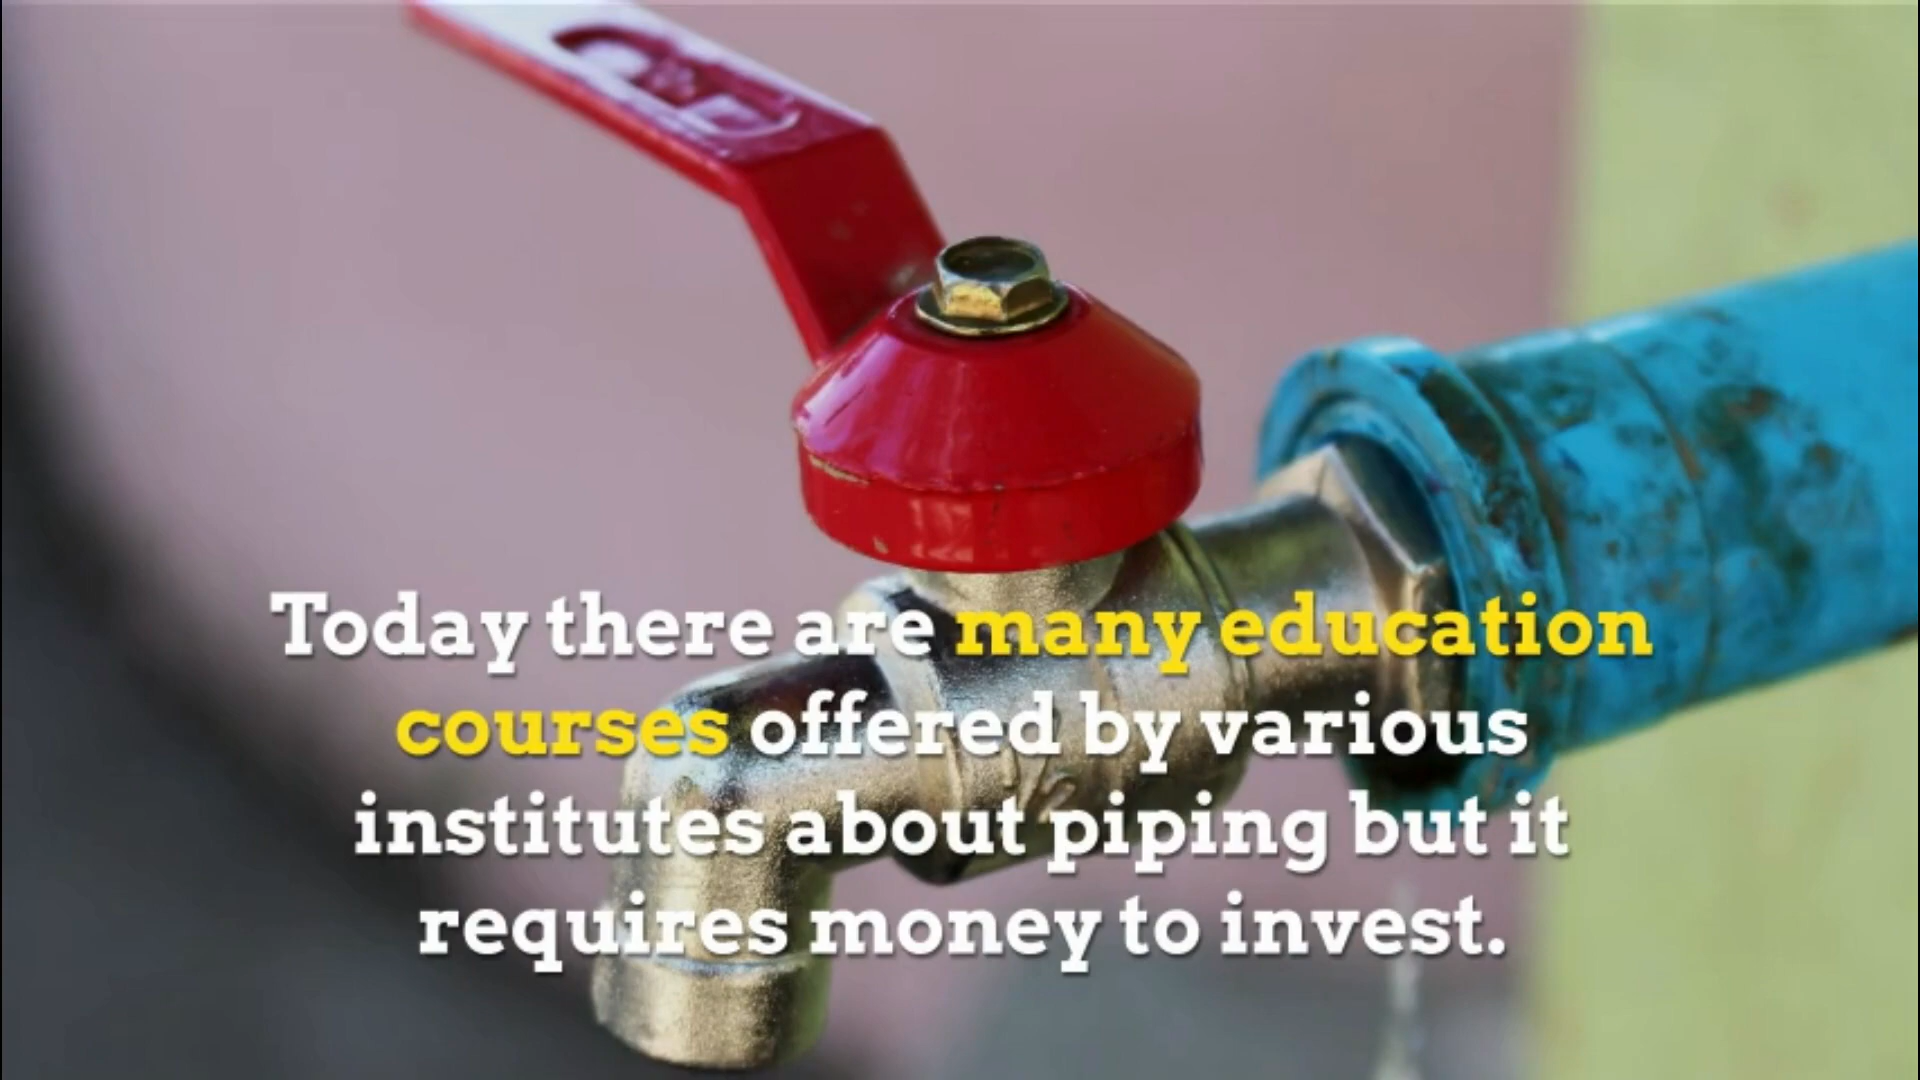 Today there are many education
courses offered by various
institutes about piping but it
requires money to invest.